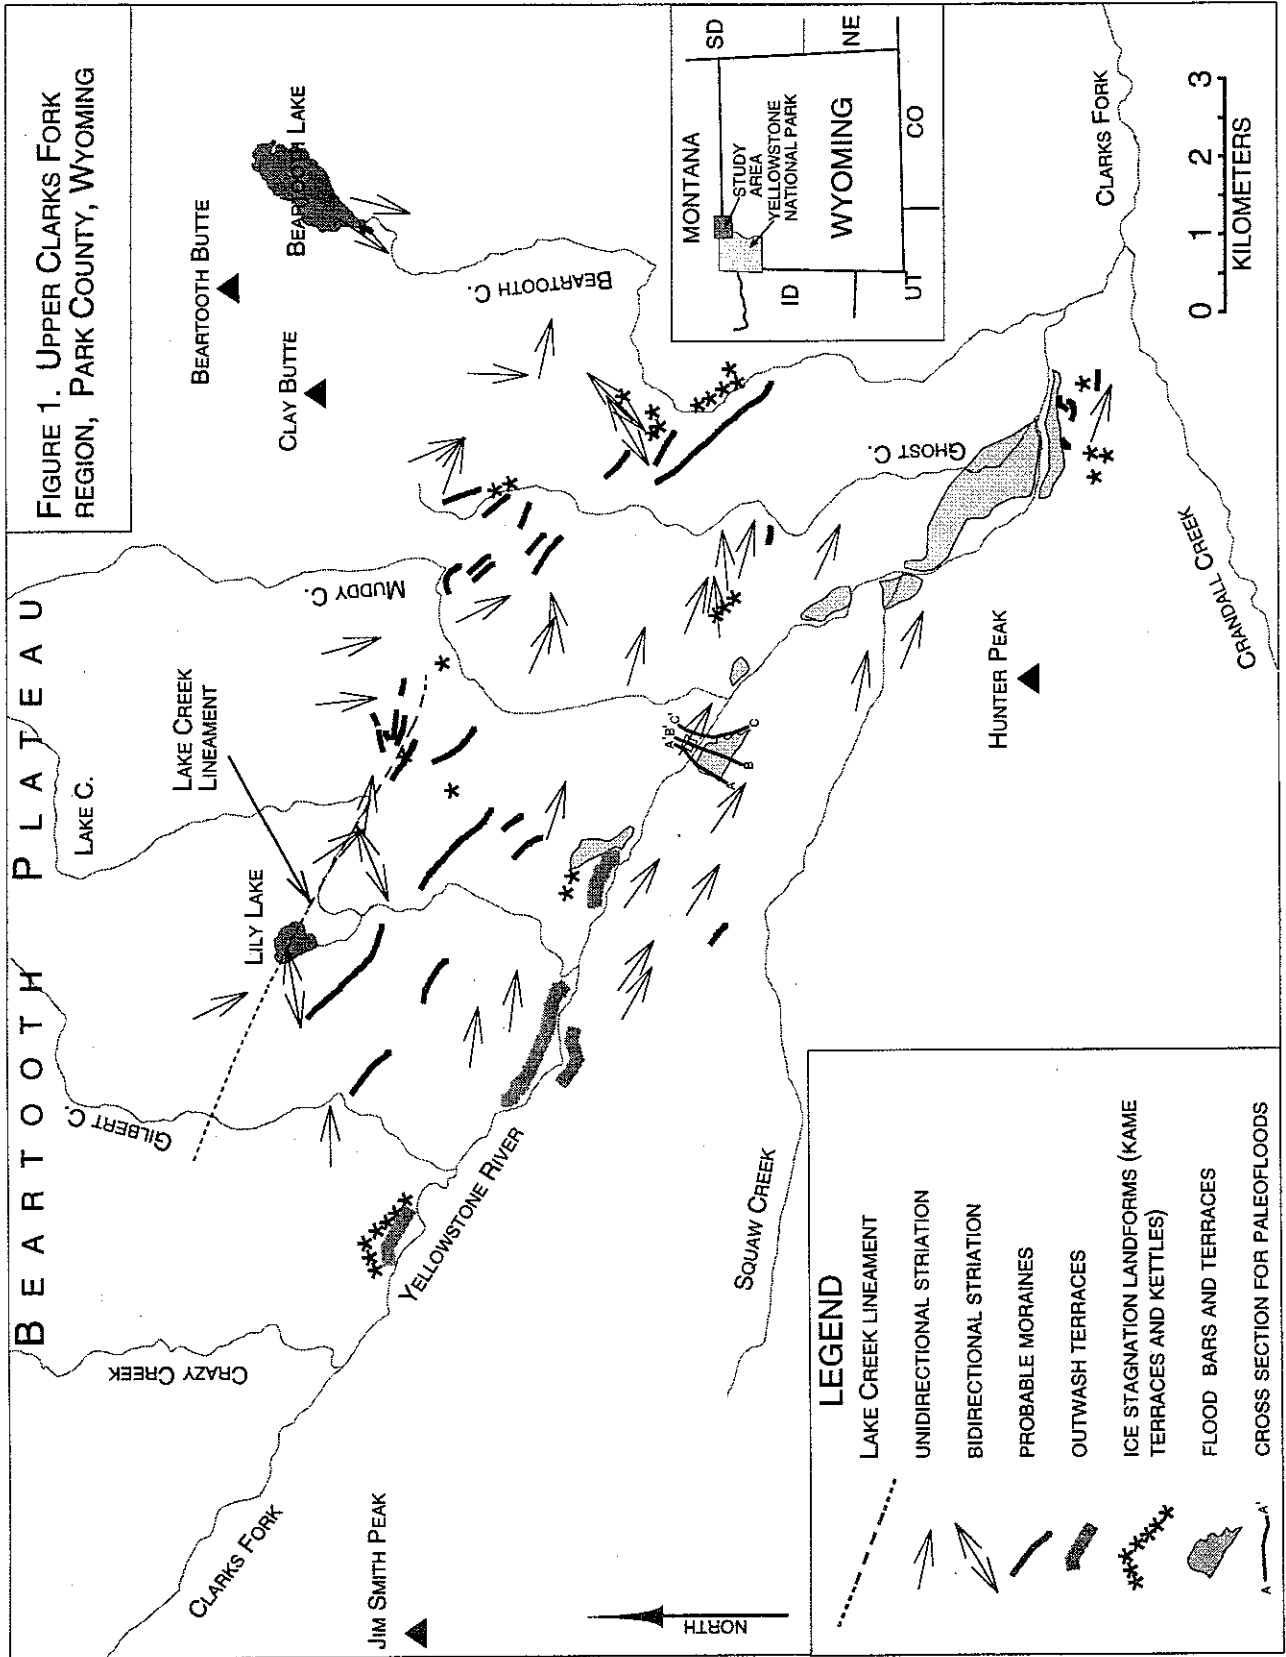 FIGURE 1. UPPER CLARKS FORK
REGION, PARK COUNTY, WYOMING
BEARTOOTH PLATEAU
BEARTOOTH BUTTE
CLAY BUTTE
BEARTOOTH LAKE
BEARTOOTH C.
MUDDY C.
LAKE C.
LAKE CREEK
LINEAMENT
LILY LAKE
GILBERT C.
CRAZY CREEK
CLARKS FORK
YELLOWSTONE RIVER
JIM SMITH PEAK
SQUAW CREEK
HUNTER PEAK
GHOST C.
CRANDALL CREEK
CLARKS FORK
A' B' C'
A
B
C
NORTH
MONTANA
SD
STUDY
AREA
YELLOWSTONE
NATIONAL PARK
ID
WYOMING
NE
UT
CO
0 1 2 3
KILOMETERS
LEGEND
LAKE CREEK LINEAMENT
UNIDIRECTIONAL STRIATION
BIDIRECTIONAL STRIATION
PROBABLE MORAINES
OUTWASH TERRACES
ICE STAGNATION LANDFORMS (KAME
TERRACES AND KETTLES)
FLOOD BARS AND TERRACES
A A' CROSS SECTION FOR PALEOFLOODS